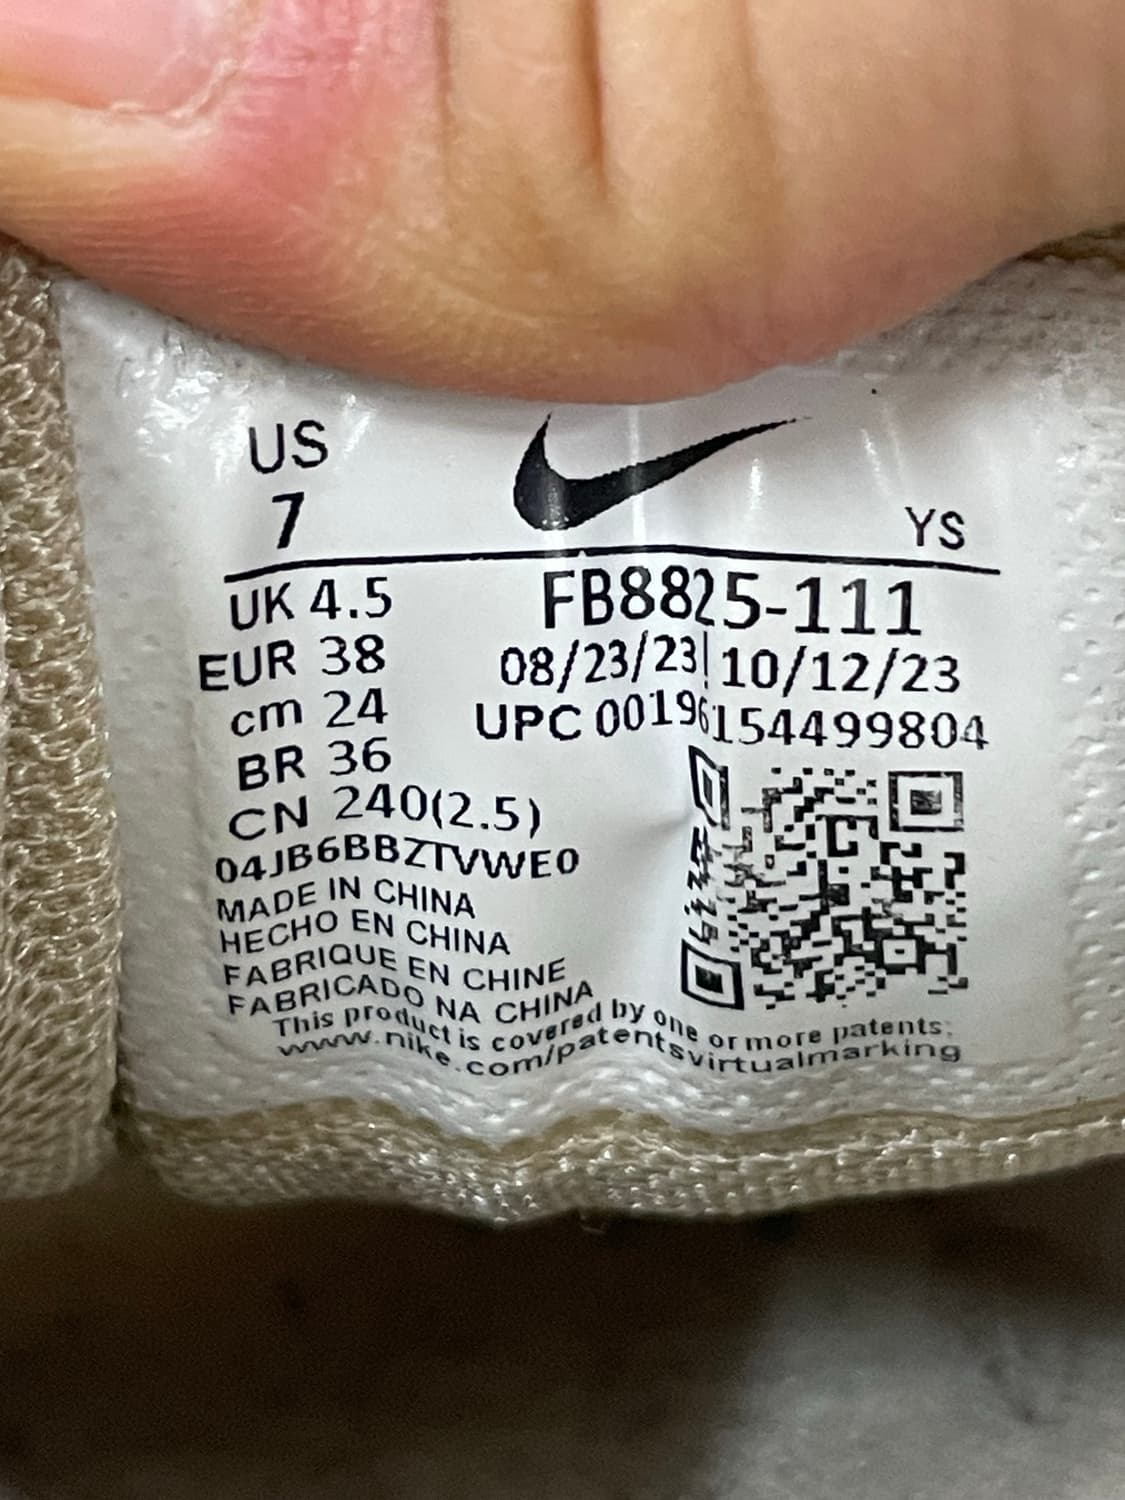 US
7
YS
UK 4.5
EUR 38
cm 24
BR 36
CN 240(2.5)
FB8825-111
08/23/23 10/12/23
UPC 00196154499804
04JB6BBZTVWE0
MADE IN CHINA
HECHO EN CHINA
FABRIQUE EN CHINE
FABRICADO NA CHINA
This product is covered by one or more patents:
www.nike.com/patentsvirtualmarking